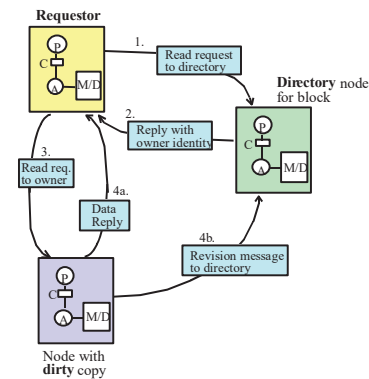 Requestor
P
C
A
M/D
1.
Read request
to directory
Directory node
for block
P
C
A
M/D
2.
Reply with
owner identity
3.
Read req.
to owner
4a.
Data
Reply
4b.
Revision message
to directory
P
C
A
M/D
Node with
dirty copy